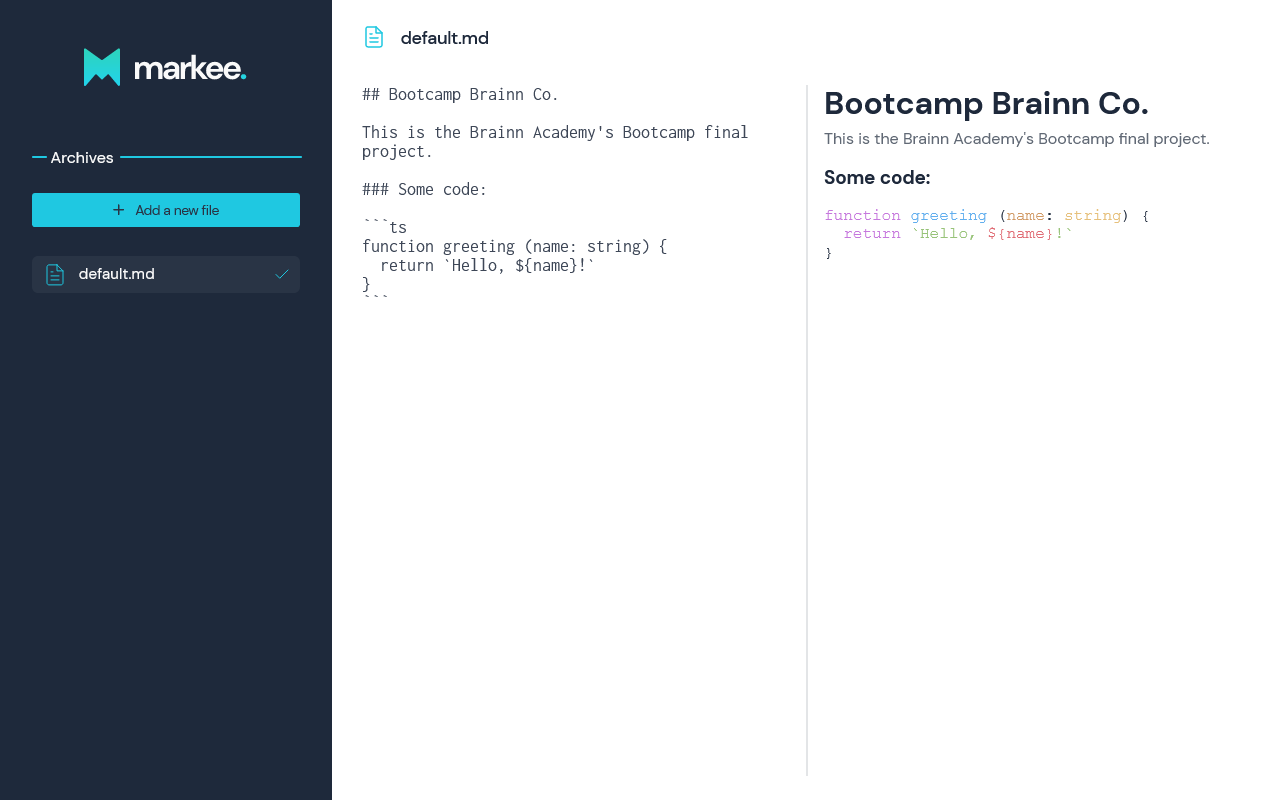 markee.
Archives
+ Add a new file
default.md
default.md
## Bootcamp Brainn Co.
This is the Brainn Academy's Bootcamp final
project.
### Some code:
```ts
function greeting (name: string) {
  return `Hello, ${name}!`
}
```
Bootcamp Brainn Co.
This is the Brainn Academy's Bootcamp final project.
Some code:
function greeting (name: string) {
  return `Hello, ${name}!`
}